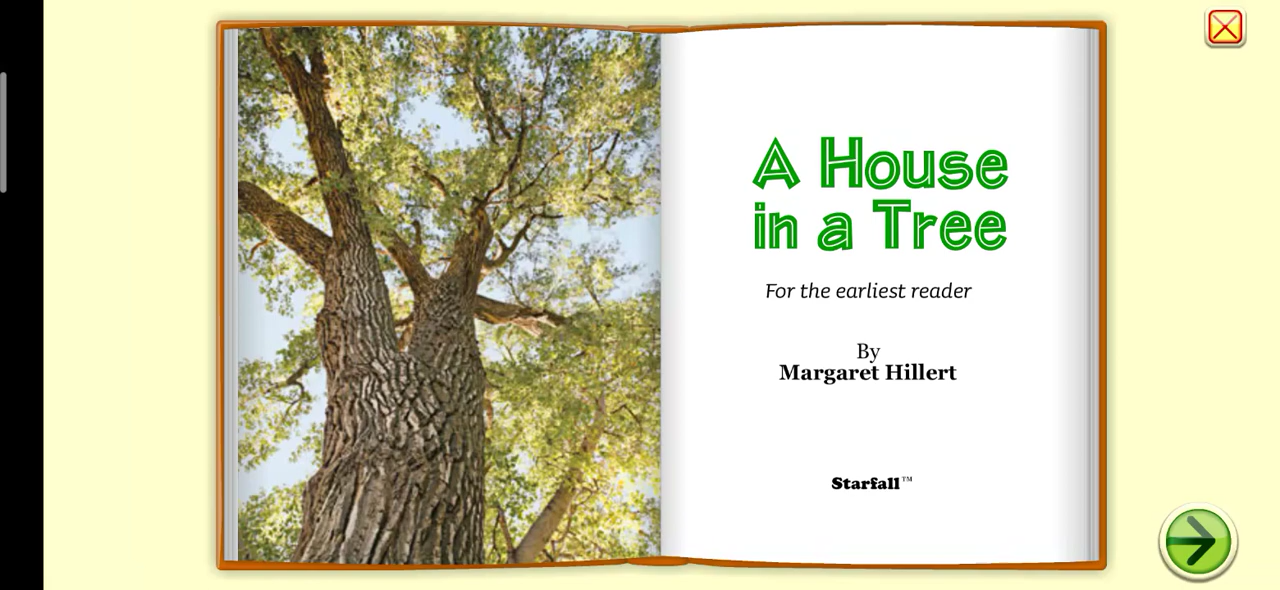 A House
in a Tree
For the earliest reader
By
Margaret Hillert
Starfall™